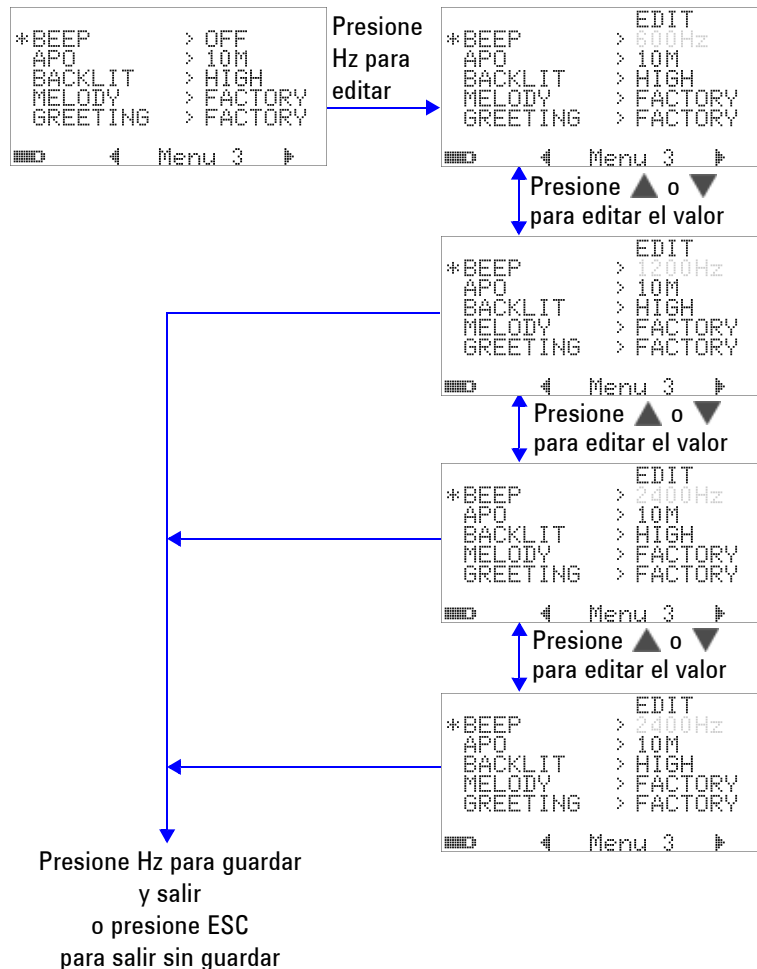 *BEEP > OFF
APO > 10M
BACKLIT > HIGH
MELODY > FACTORY
GREETING > FACTORY
Menu 3
Presione
Hz para
editar
EDIT
*BEEP > 600Hz
APO > 10M
BACKLIT > HIGH
MELODY > FACTORY
GREETING > FACTORY
Menu 3
Presione ▲ o ▼
para editar el valor
EDIT
*BEEP > 1200Hz
APO > 10M
BACKLIT > HIGH
MELODY > FACTORY
GREETING > FACTORY
Menu 3
Presione ▲ o ▼
para editar el valor
EDIT
*BEEP > 2400Hz
APO > 10M
BACKLIT > HIGH
MELODY > FACTORY
GREETING > FACTORY
Menu 3
Presione ▲ o ▼
para editar el valor
EDIT
*BEEP > 2400Hz
APO > 10M
BACKLIT > HIGH
MELODY > FACTORY
GREETING > FACTORY
Menu 3
Presione Hz para guardar
y salir
o presione ESC
para salir sin guardar